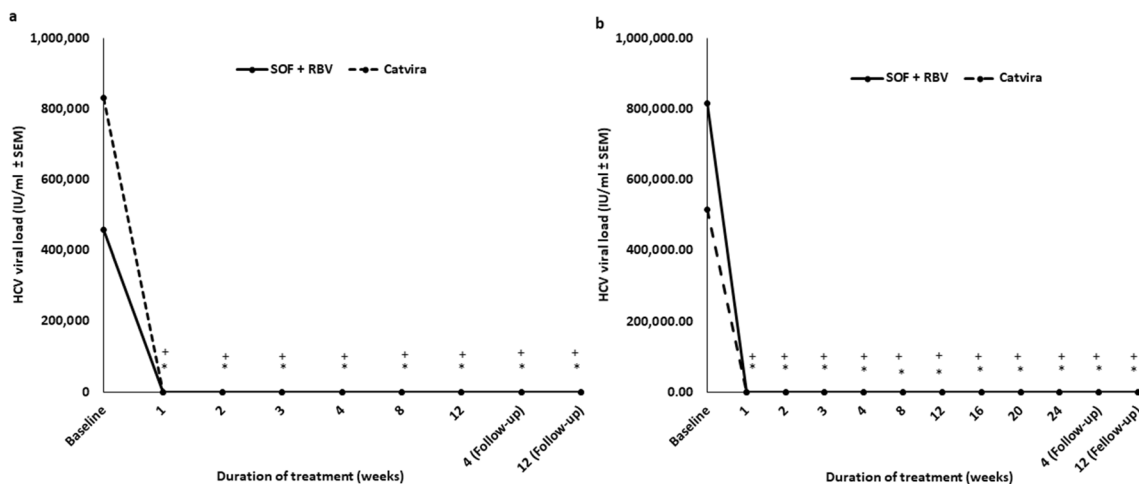 a
1,000,000
800,000
600,000
400,000
200,000
0
HCV viral load (IU/ml ± SEM)
SOF + RBV
Catvira
+ + + + + + + +
* * * * * * * *
Baseline
1
2
3
4
8
12
4 (Follow-up)
12 (Follow-up)
Duration of treatment (weeks)
b
1,000,000.00
800,000.00
600,000.00
400,000.00
200,000.00
0.00
HCV viral load (IU/ml ± SEM)
SOF + RBV
Catvira
+ + + + + + + + + + +
* * * * * * * * * * *
Baseline
1
2
3
4
8
12
16
20
24
4 (Follow-up)
12 (Fellow-up)
Duration of treatment (weeks)